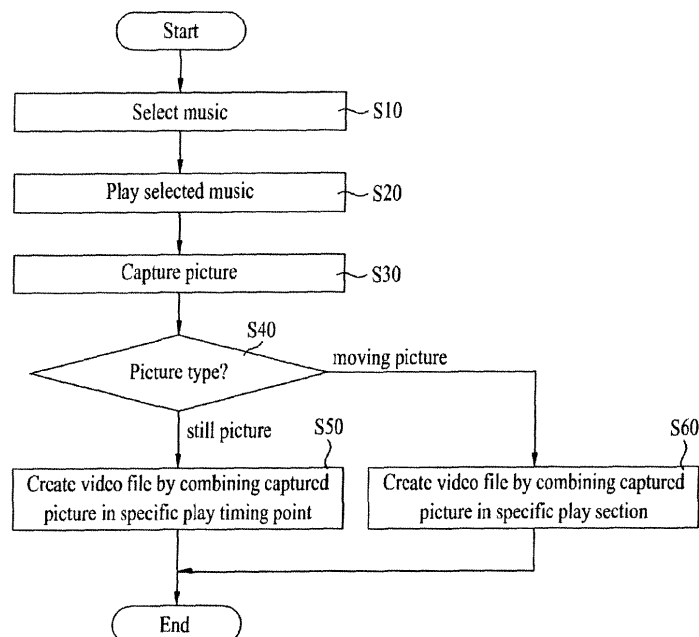 Start
Select music
S10
Play selected music
S20
Capture picture
S30
S40
Picture type?
moving picture
still picture
S50
Create video file by combining captured
picture in specific play timing point
S60
Create video file by combining captured
picture in specific play section
End